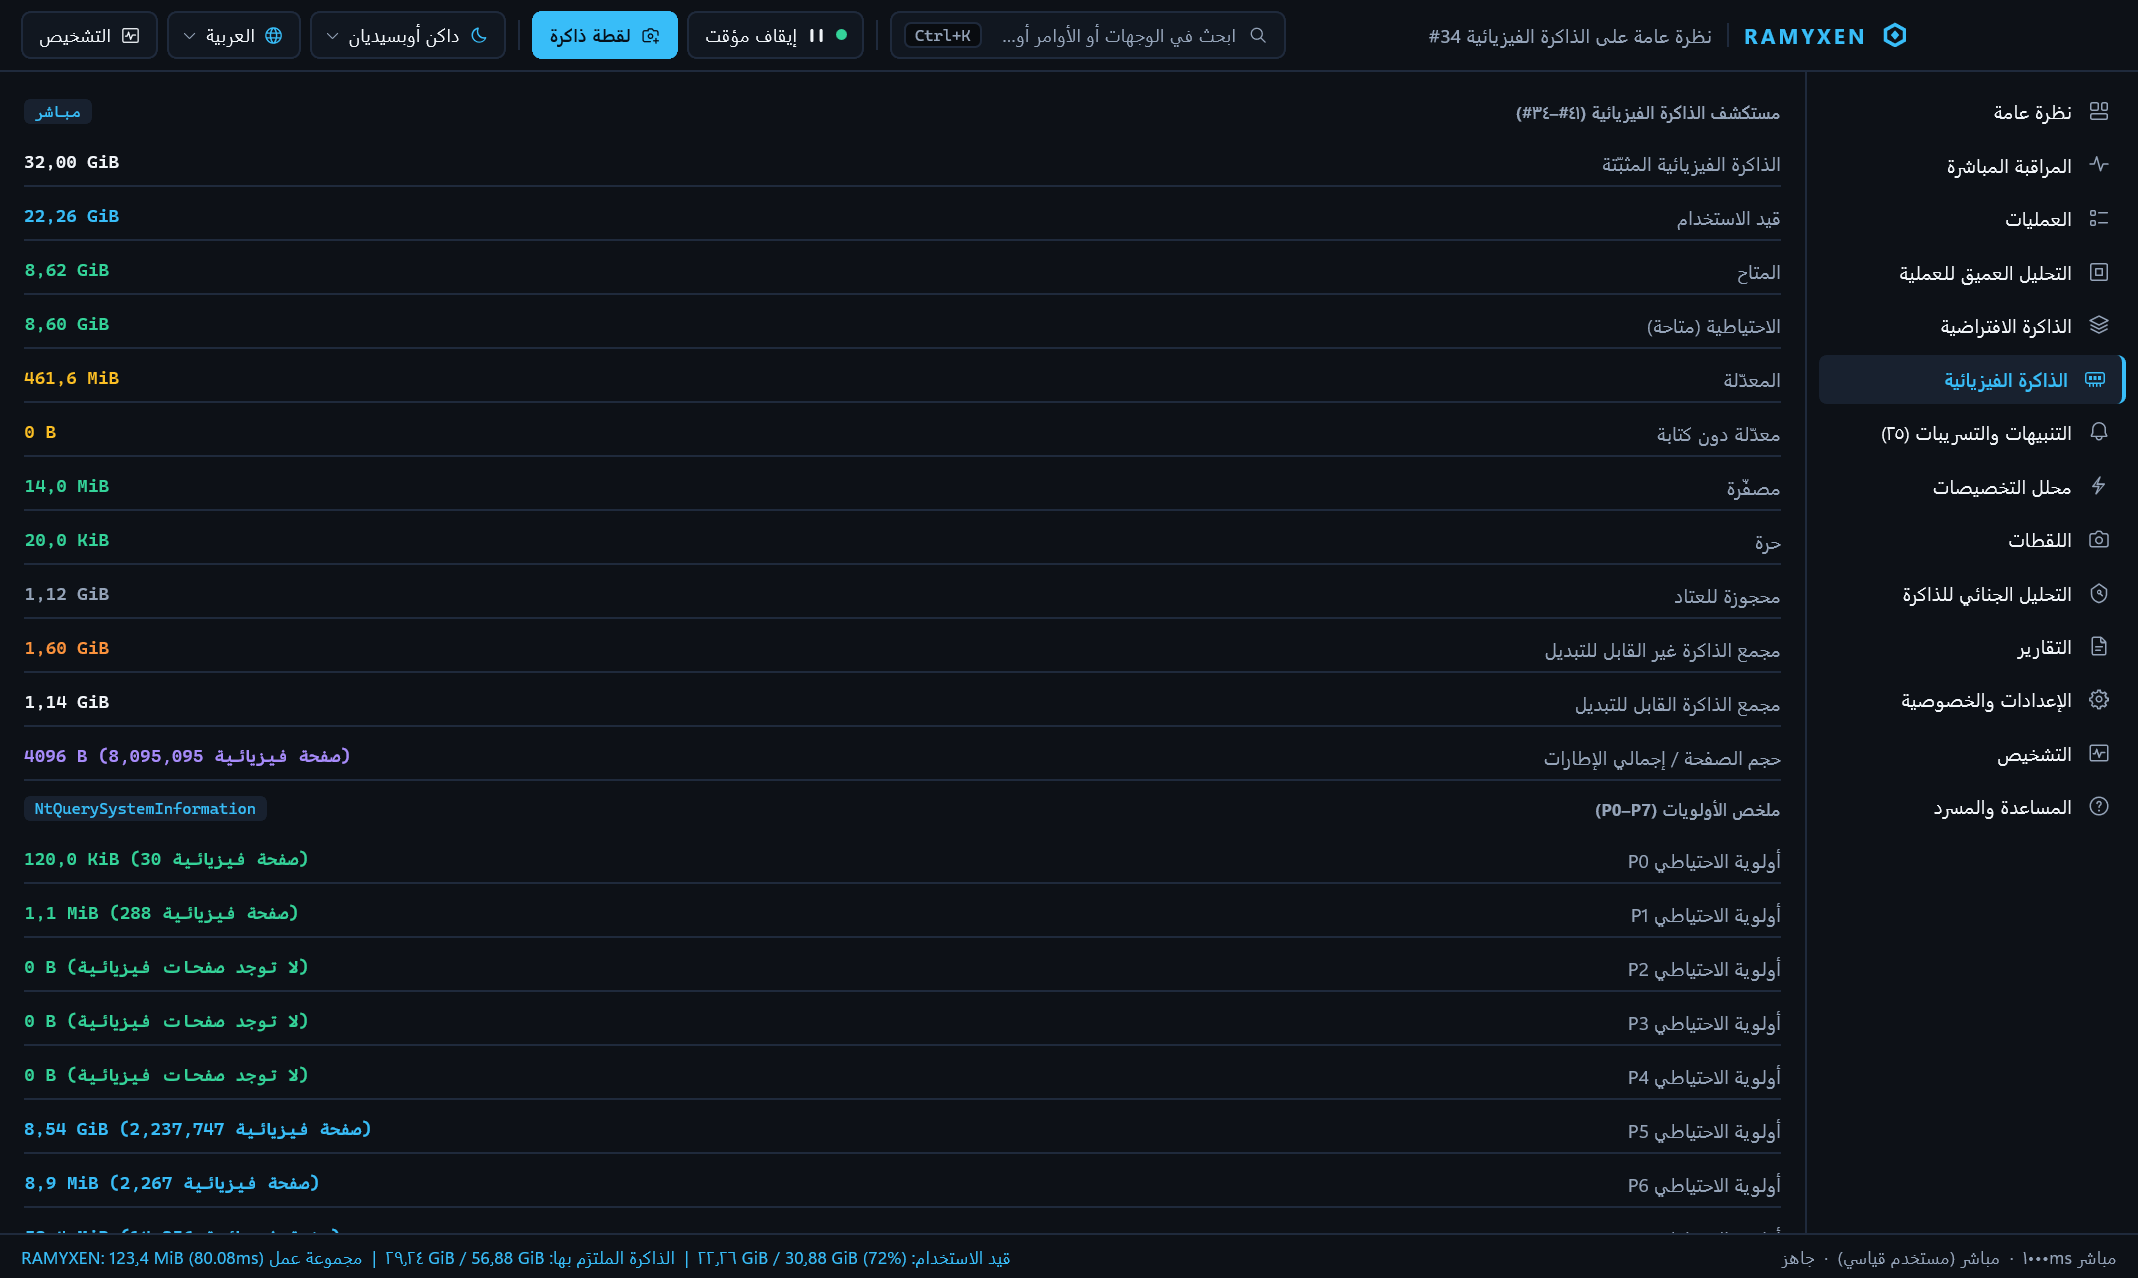 RAMYXEN
نظرة عامة على الذاكرة الفيزيائية #34
ابحث في الوجهات أو الأوامر أو...
Ctrl+K
إيقاف مؤقت
لقطة ذاكرة
داكن أوبسيديان
العربية
التشخيص
نظرة عامة
المراقبة المباشرة
العمليات
التحليل العميق للعملية
الذاكرة الافتراضية
الذاكرة الفيزيائية
التنبيهات والتسريبات (٢٥)
محلل التخصيصات
اللقطات
التحليل الجنائي للذاكرة
التقارير
الإعدادات والخصوصية
التشخيص
المساعدة والمسرد
مستكشف الذاكرة الفيزيائية (#٣٤–#٤١)
مباشر
الذاكرة الفيزيائية المثبّتة 32,00 GiB
قيد الاستخدام 22,26 GiB
المتاح 8,62 GiB
الاحتياطية (متاحة) 8,60 GiB
المعدّلة 461,6 MiB
معدّلة دون كتابة 0 B
مصفّرة 14,0 MiB
حرة 20,0 KiB
محجوزة للعتاد 1,12 GiB
مجمع الذاكرة غير القابل للتبديل 1,60 GiB
مجمع الذاكرة القابل للتبديل 1,14 GiB
حجم الصفحة / إجمالي الإطارات 4096 B (8,095,095 صفحة فيزيائية)
ملخص الأولويات (P0–P7)
NtQuerySystemInformation
أولوية الاحتياطي P0 120,0 KiB (30 صفحة فيزيائية)
أولوية الاحتياطي P1 1,1 MiB (288 صفحة فيزيائية)
أولوية الاحتياطي P2 0 B (لا توجد صفحات فيزيائية)
أولوية الاحتياطي P3 0 B (لا توجد صفحات فيزيائية)
أولوية الاحتياطي P4 0 B (لا توجد صفحات فيزيائية)
أولوية الاحتياطي P5 8,54 GiB (2,237,747 صفحة فيزيائية)
أولوية الاحتياطي P6 8,9 MiB (2,267 صفحة فيزيائية)
مباشر ١٠٠٠ms · مباشر (مستخدم قياسي) · جاهز
قيد الاستخدام: ٢٢,٢٦ GiB / 30,88 GiB (72%) | الذاكرة الملتزَم بها: ٢٩,٢٤ GiB / 56,88 GiB | مجموعة عمل RAMYXEN: 123,4 MiB (80.08ms)